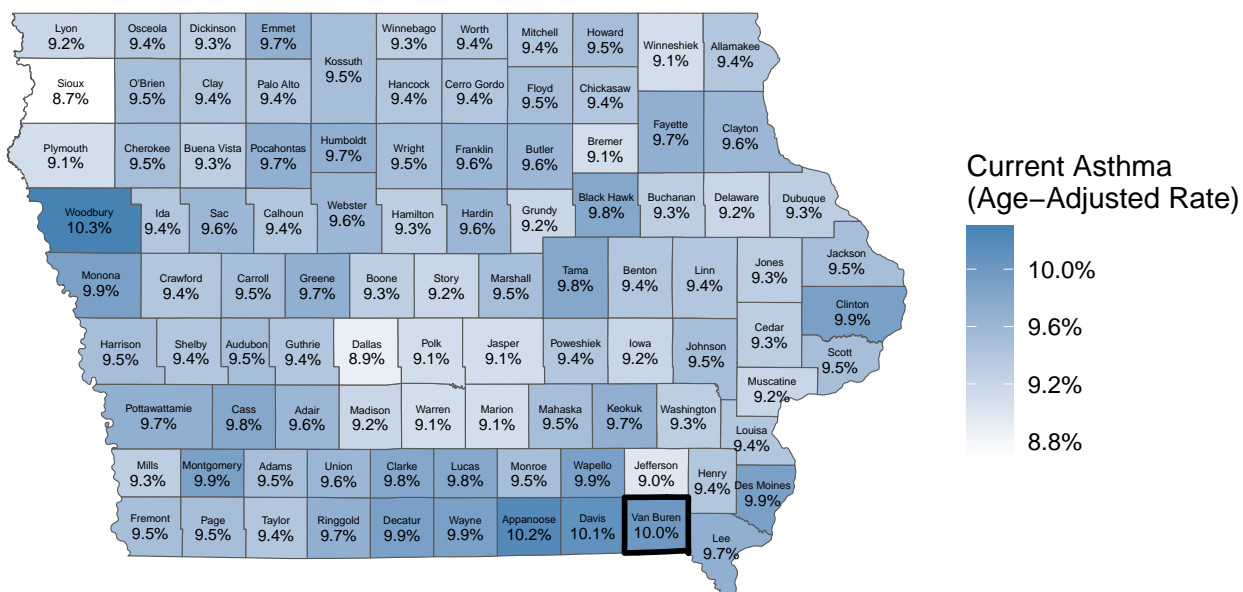 Lyon
9.2%
Osceola
9.4%
Dickinson
9.3%
Emmet
9.7%
Kossuth
9.5%
Winnebago
9.3%
Worth
9.4%
Mitchell
9.4%
Howard
9.5%
Winneshiek
9.1%
Allamakee
9.4%
Sioux
8.7%
O'Brien
9.5%
Clay
9.4%
Palo Alto
9.4%
Hancock
9.4%
Cerro Gordo
9.4%
Floyd
9.5%
Chickasaw
9.4%
Plymouth
9.1%
Cherokee
9.5%
Buena Vista
9.3%
Pocahontas
9.7%
Humboldt
9.7%
Wright
9.5%
Franklin
9.6%
Butler
9.6%
Bremer
9.1%
Fayette
9.7%
Clayton
9.6%
Woodbury
10.3%
Ida
9.4%
Sac
9.6%
Calhoun
9.4%
Webster
9.6%
Hamilton
9.3%
Hardin
9.6%
Grundy
9.2%
Black Hawk
9.8%
Buchanan
9.3%
Delaware
9.2%
Dubuque
9.3%
Monona
9.9%
Crawford
9.4%
Carroll
9.5%
Greene
9.7%
Boone
9.3%
Story
9.2%
Marshall
9.5%
Tama
9.8%
Benton
9.4%
Linn
9.4%
Jones
9.3%
Jackson
9.5%
Clinton
9.9%
Harrison
9.5%
Shelby
9.4%
Audubon
9.5%
Guthrie
9.4%
Dallas
8.9%
Polk
9.1%
Jasper
9.1%
Poweshiek
9.4%
Iowa
9.2%
Johnson
9.5%
Cedar
9.3%
Scott
9.5%
Muscatine
9.2%
Pottawattamie
9.7%
Cass
9.8%
Adair
9.6%
Madison
9.2%
Warren
9.1%
Marion
9.1%
Mahaska
9.5%
Keokuk
9.7%
Washington
9.3%
Louisa
9.4%
Mills
9.3%
Montgomery
9.9%
Adams
9.5%
Union
9.6%
Clarke
9.8%
Lucas
9.8%
Monroe
9.5%
Wapello
9.9%
Jefferson
9.0%
Henry
9.4%
Des Moines
9.9%
Fremont
9.5%
Page
9.5%
Taylor
9.4%
Ringgold
9.7%
Decatur
9.9%
Wayne
9.9%
Appanoose
10.2%
Davis
10.1%
Van Buren
10.0%
Lee
9.7%
Current Asthma
(Age−Adjusted Rate)
10.0%
9.6%
9.2%
8.8%